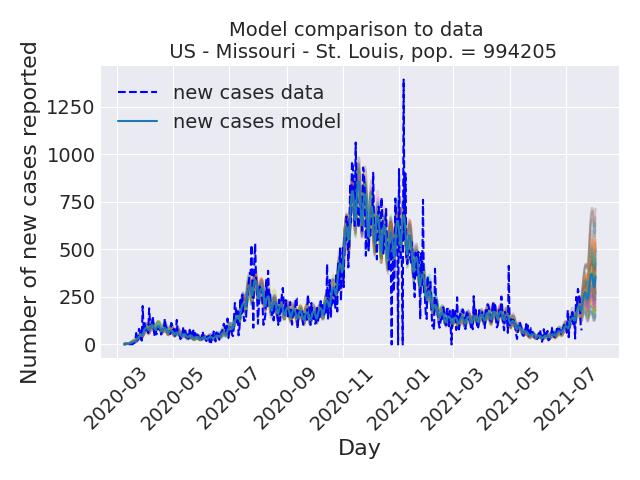 Model comparison to data
US - Missouri - St. Louis, pop. = 994205
Number of new cases reported
1250
1000
750
500
250
0
new cases data
new cases model
2020-03
2020-05
2020-07
2020-09
2020-11
2021-01
2021-03
2021-05
2021-07
Day